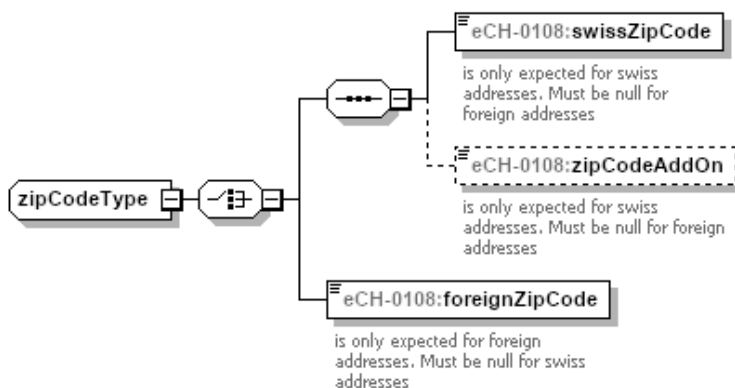 eCH-0108:swissZipCode
is only expected for swiss
addresses. Must be null for
foreign addresses
eCH-0108:zipCodeAddOn
is only expected for swiss
addresses. Must be null for foreign
addresses
zipCodeType
eCH-0108:foreignZipCode
is only expected for foreign
addresses. Must be null for swiss
addresses